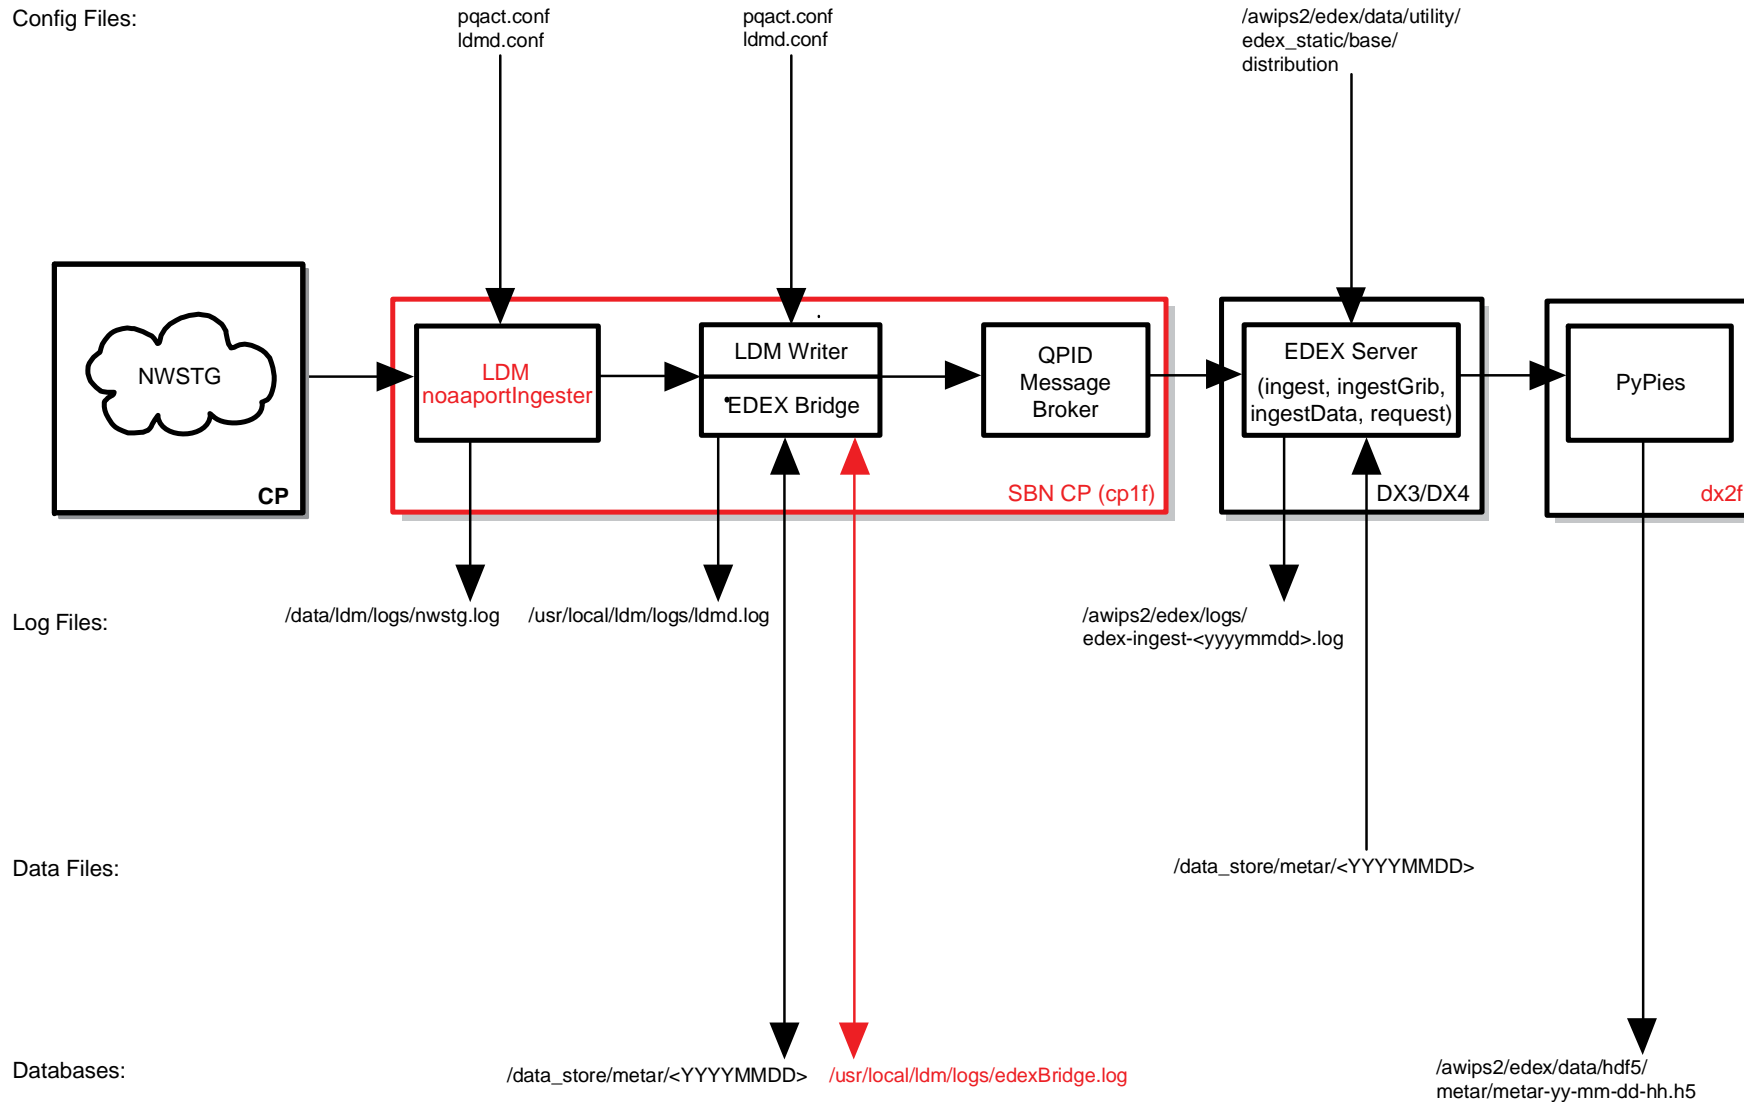 Config Files:
pqact.conf
ldmd.conf
pqact.conf
ldmd.conf
/awips2/edex/data/utility/
edex_static/base/
distribution
NWSTG
CP
LDM
noaaportIngester
LDM Writer
EDEX Bridge
QPID
Message
Broker
SBN CP (cp1f)
EDEX Server
(ingest, ingestGrib,
ingestData, request)
DX3/DX4
PyPies
dx2f
Log Files:
/data/ldm/logs/nwstg.log
/usr/local/ldm/logs/ldmd.log
/awips2/edex/logs/
edex-ingest-<yyyymmdd>.log
Data Files:
/data_store/metar/<YYYYMMDD>
Databases:
/data_store/metar/<YYYYMMDD>
/usr/local/ldm/logs/edexBridge.log
/awips2/edex/data/hdf5/
metar/metar-yy-mm-dd-hh.h5